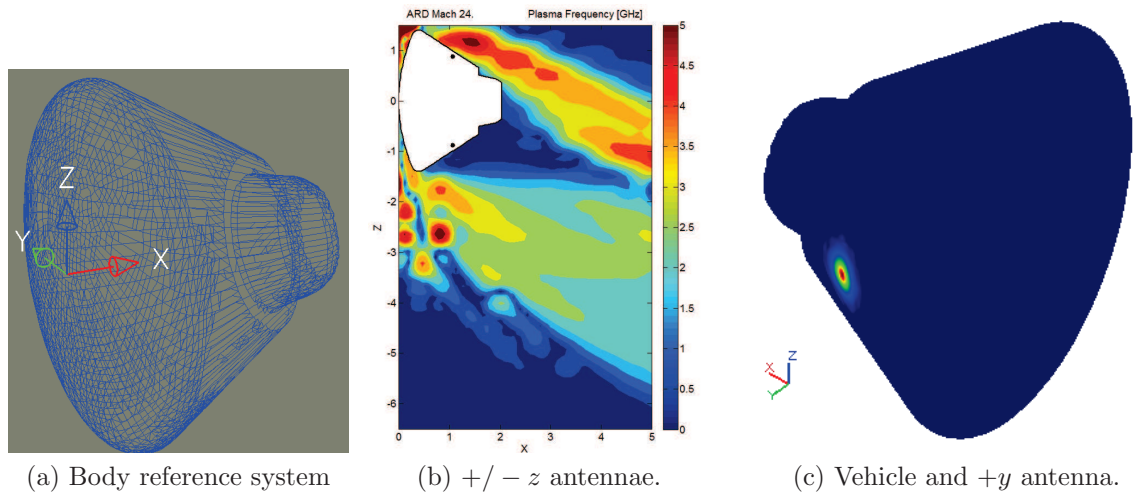 Z
Y
X
(a) Body reference system
ARD Mach 24.
Plasma Frequency [GHz]
1
0
-1
-2
-3
-4
-5
-6
Z
0
1
2
3
4
5
X
5
4.5
4
3.5
3
2.5
2
1.5
1
0.5
0
(b) +/ − z antennae.
X
Z
Y
(c) Vehicle and +y antenna.